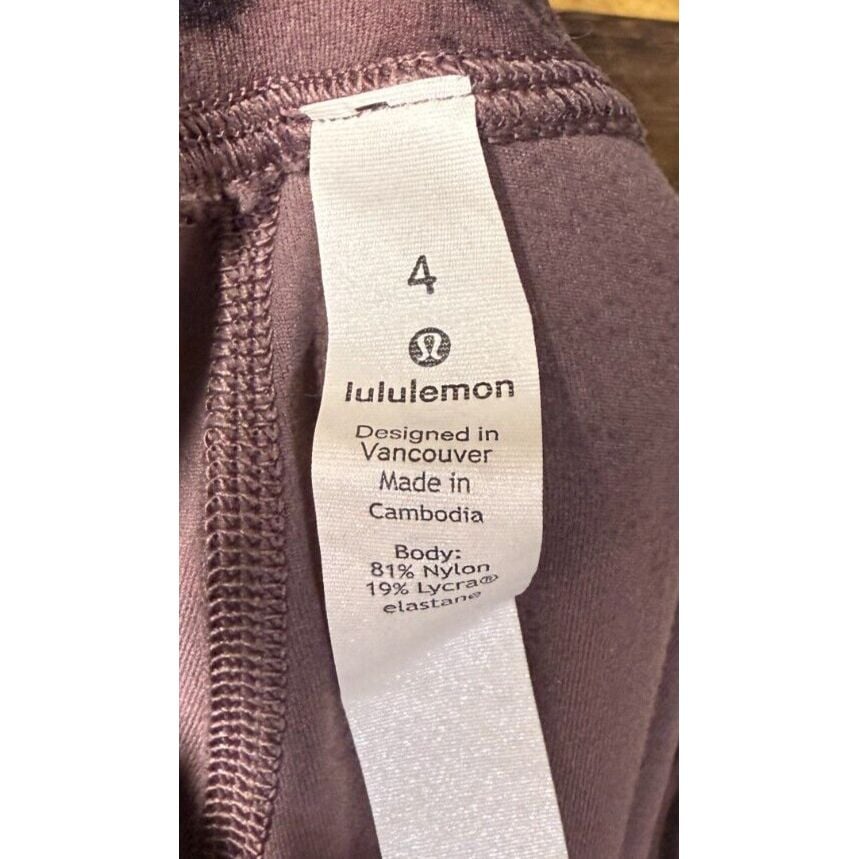 4
lululemon
Designed in
Vancouver
Made in
Cambodia
Body:
81% Nylon
19% Lycra®
elastane